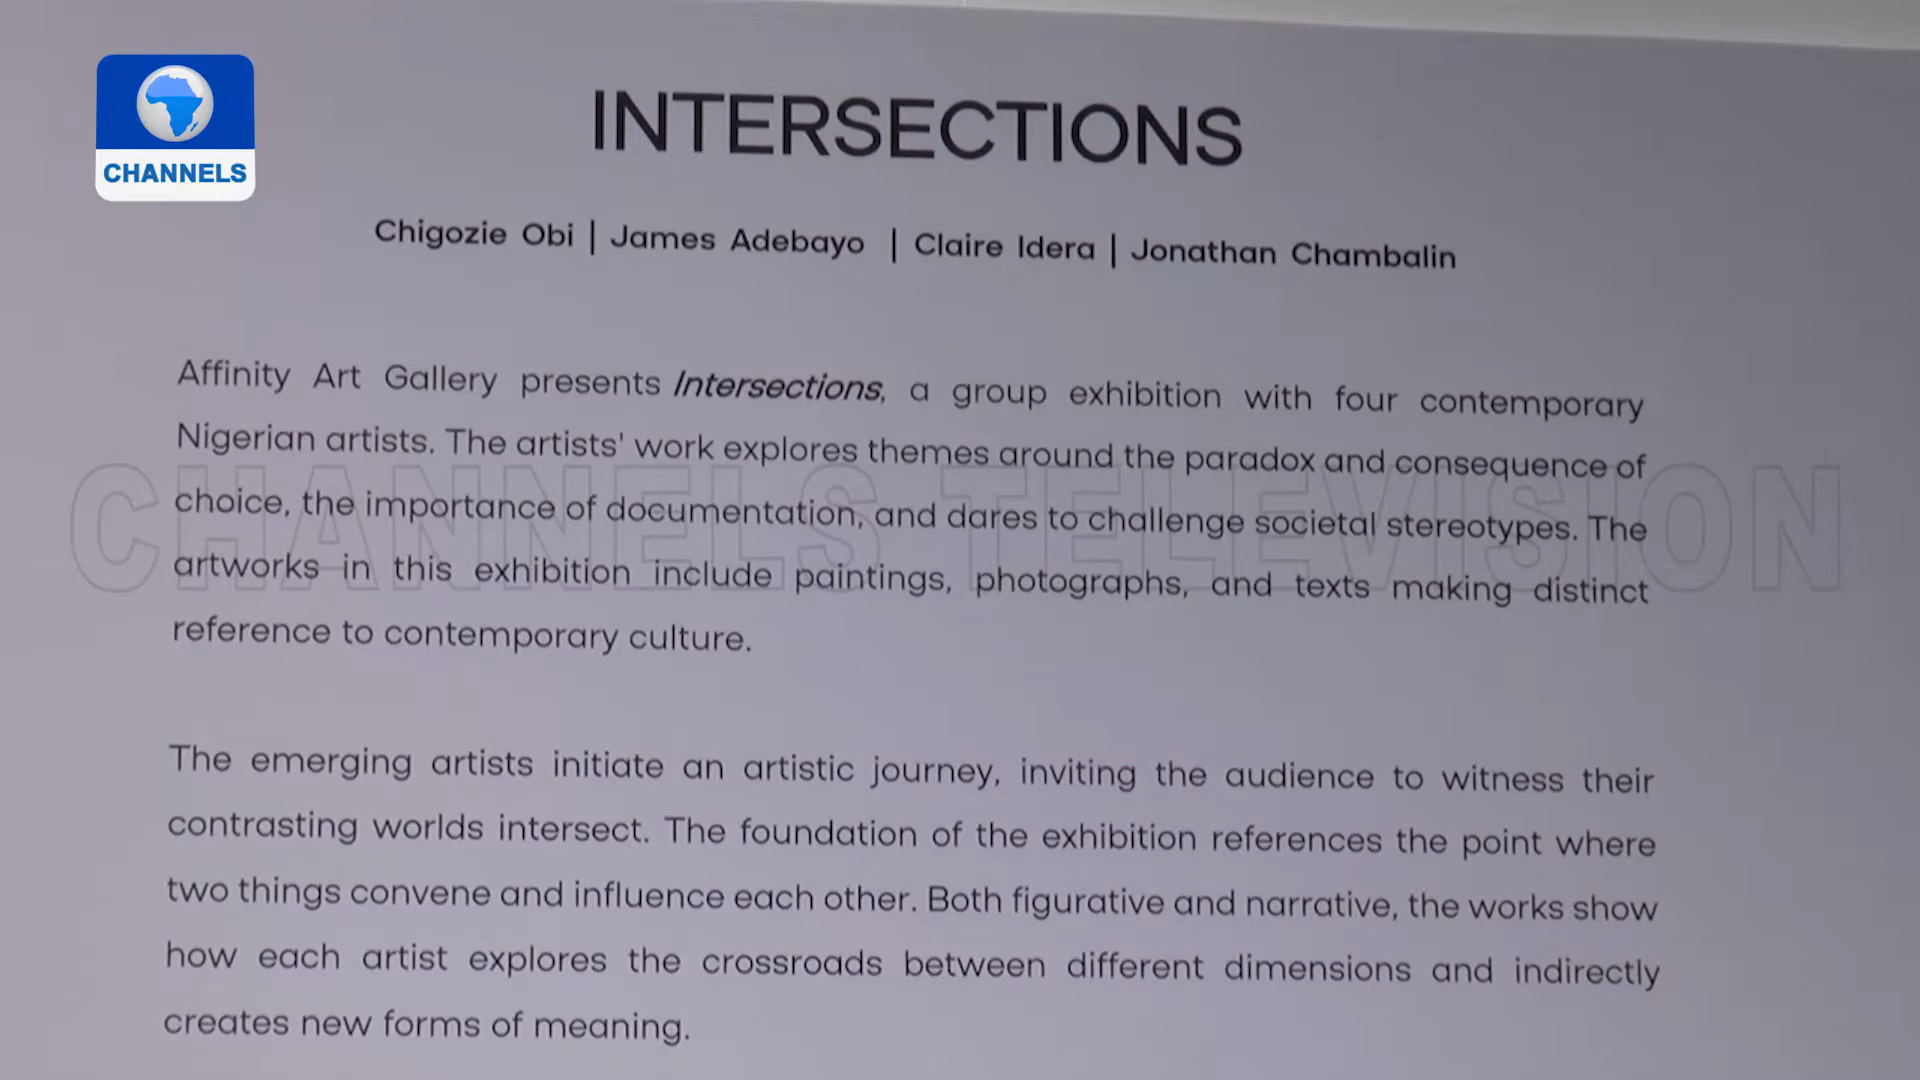 CHANNELS
INTERSECTIONS
Chigozie Obi | James Adebayo | Claire Idera | Jonathan Chambalin
Affinity Art Gallery presents Intersections, a group exhibition with four contemporary
Nigerian artists. The artists' work explores themes around the paradox and consequence of
choice, the importance of documentation, and dares to challenge societal stereotypes. The
CHANNELS TELEVISION
artworks in this exhibition include paintings, photographs, and texts making distinct
reference to contemporary culture.
The emerging artists initiate an artistic journey, inviting the audience to witness their
contrasting worlds intersect. The foundation of the exhibition references the point where
two things convene and influence each other. Both figurative and narrative, the works show
how each artist explores the crossroads between different dimensions and indirectly
creates new forms of meaning.